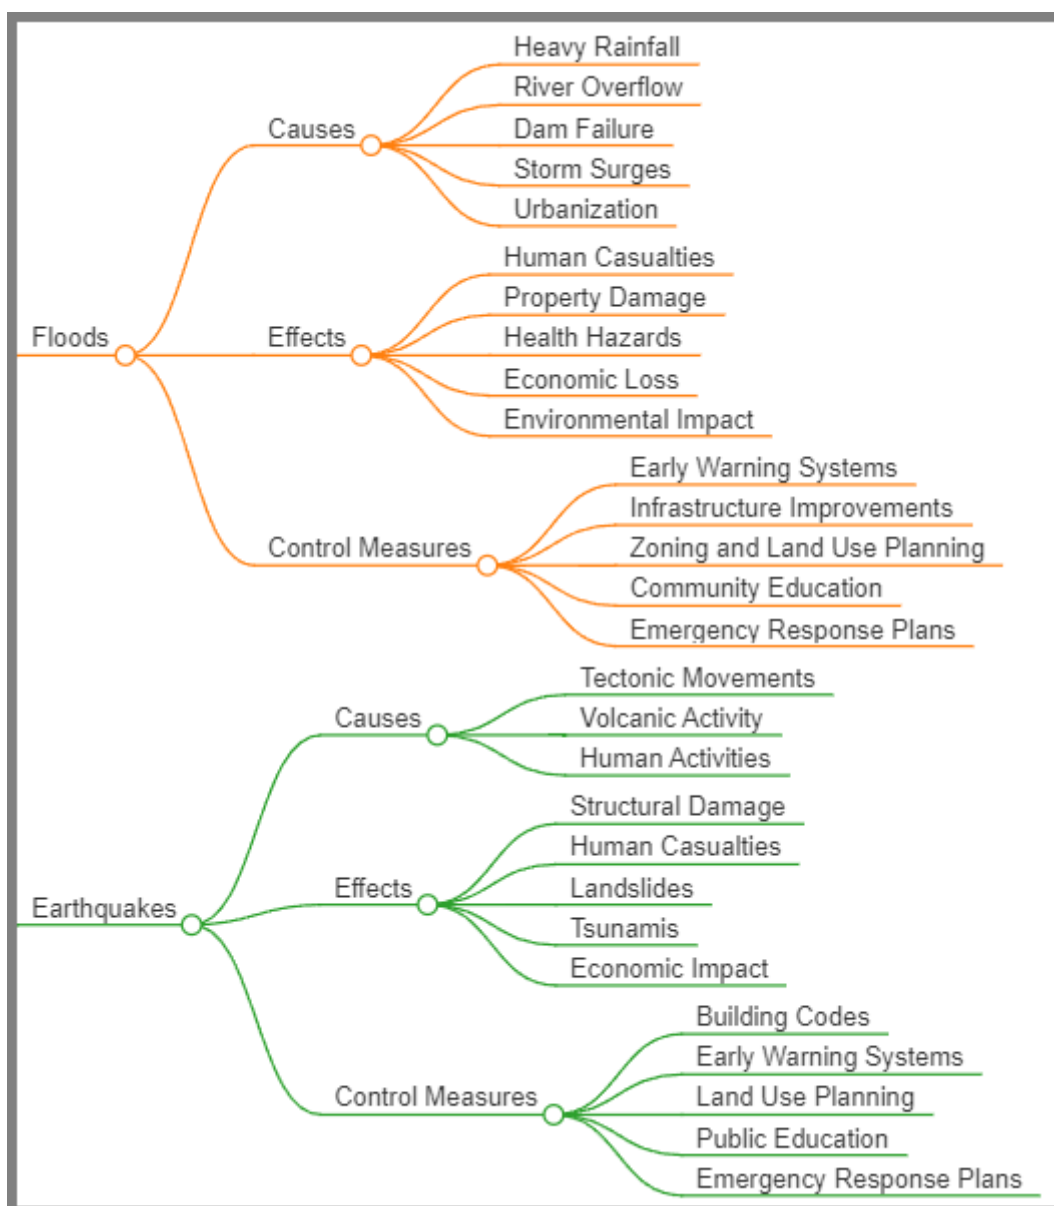 Floods
Causes
Heavy Rainfall
River Overflow
Dam Failure
Storm Surges
Urbanization
Effects
Human Casualties
Property Damage
Health Hazards
Economic Loss
Environmental Impact
Control Measures
Early Warning Systems
Infrastructure Improvements
Zoning and Land Use Planning
Community Education
Emergency Response Plans
Earthquakes
Causes
Tectonic Movements
Volcanic Activity
Human Activities
Effects
Structural Damage
Human Casualties
Landslides
Tsunamis
Economic Impact
Control Measures
Building Codes
Early Warning Systems
Land Use Planning
Public Education
Emergency Response Plans